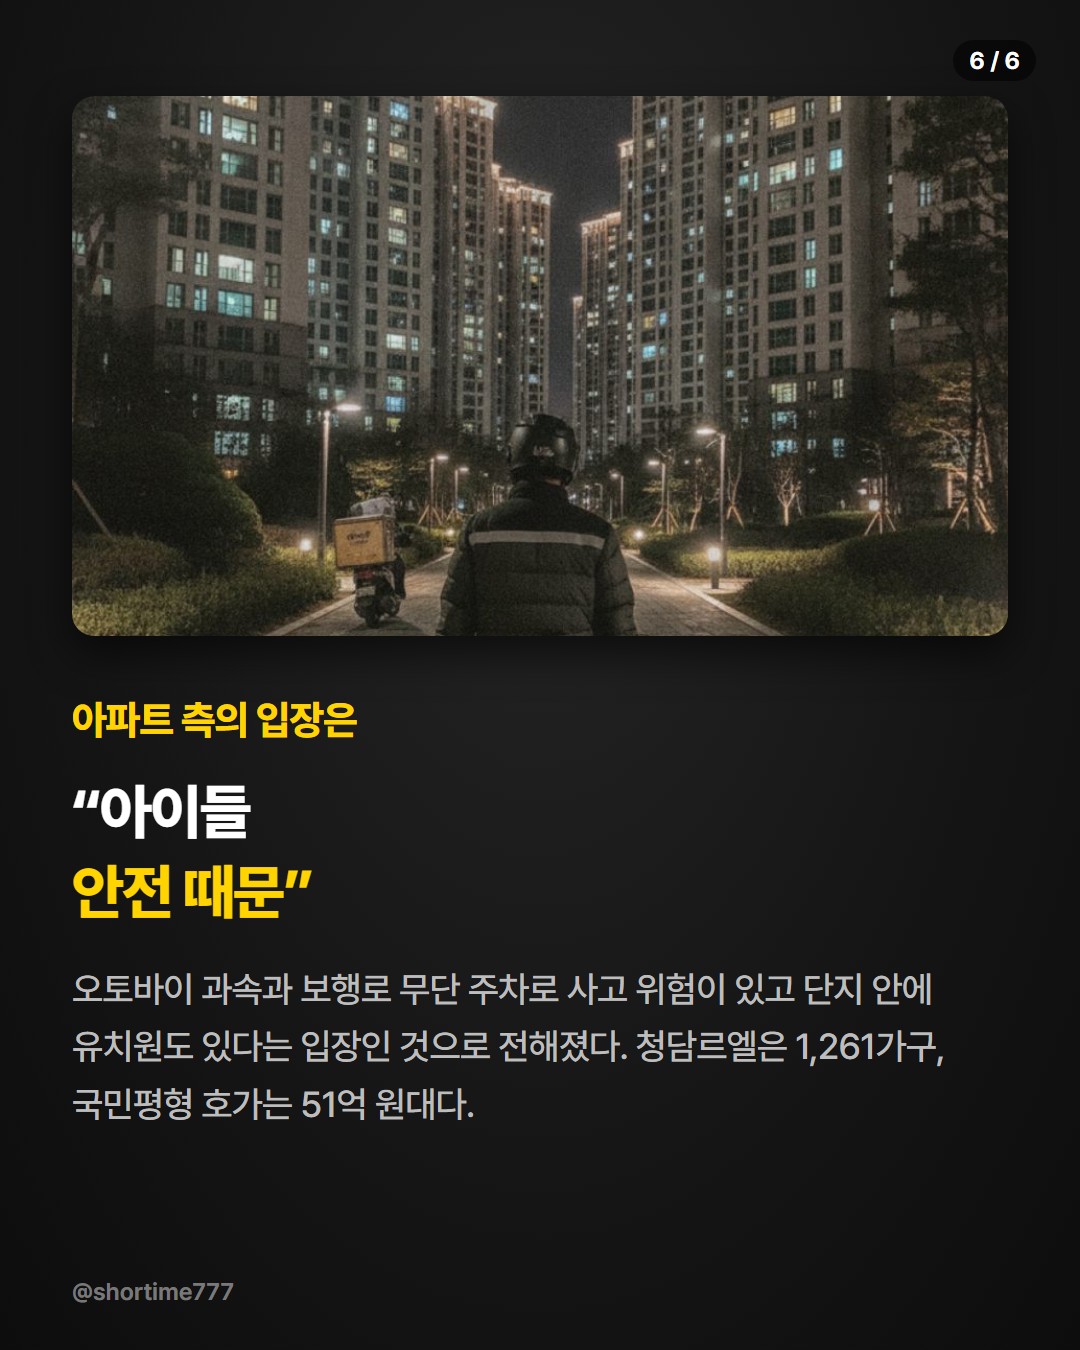 6 / 6
아파트 측의 입장은
“아이들
안전 때문”
오토바이 과속과 보행로 무단 주차로 사고 위험이 있고 단지 안에
유치원도 있다는 입장인 것으로 전해졌다. 청담르엘은 1,261가구,
국민평형 호가는 51억 원대다.
@shortime777